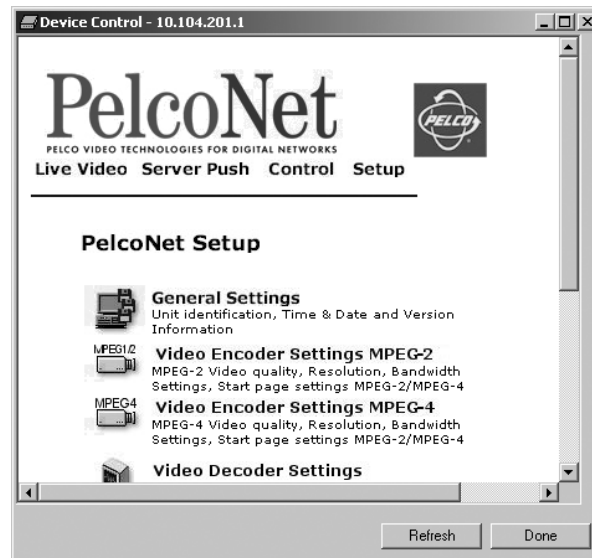 Device Control - 10.104.201.1
PelcoNet
PELCO VIDEO TECHNOLOGIES FOR DIGITAL NETWORKS
PELCO
Live Video Server Push Control Setup
PelcoNet Setup
General Settings
Unit identification, Time & Date and Version
Information
MPEG1/2
Video Encoder Settings MPEG-2
MPEG-2 Video quality, Resolution, Bandwidth
Settings, Start page settings MPEG-2/MPEG-4
MPEG4
Video Encoder Settings MPEG-4
MPEG-4 Video quality, Resolution, Bandwidth
Settings, Start page settings MPEG-2/MPEG-4
Video Decoder Settings
Refresh Done